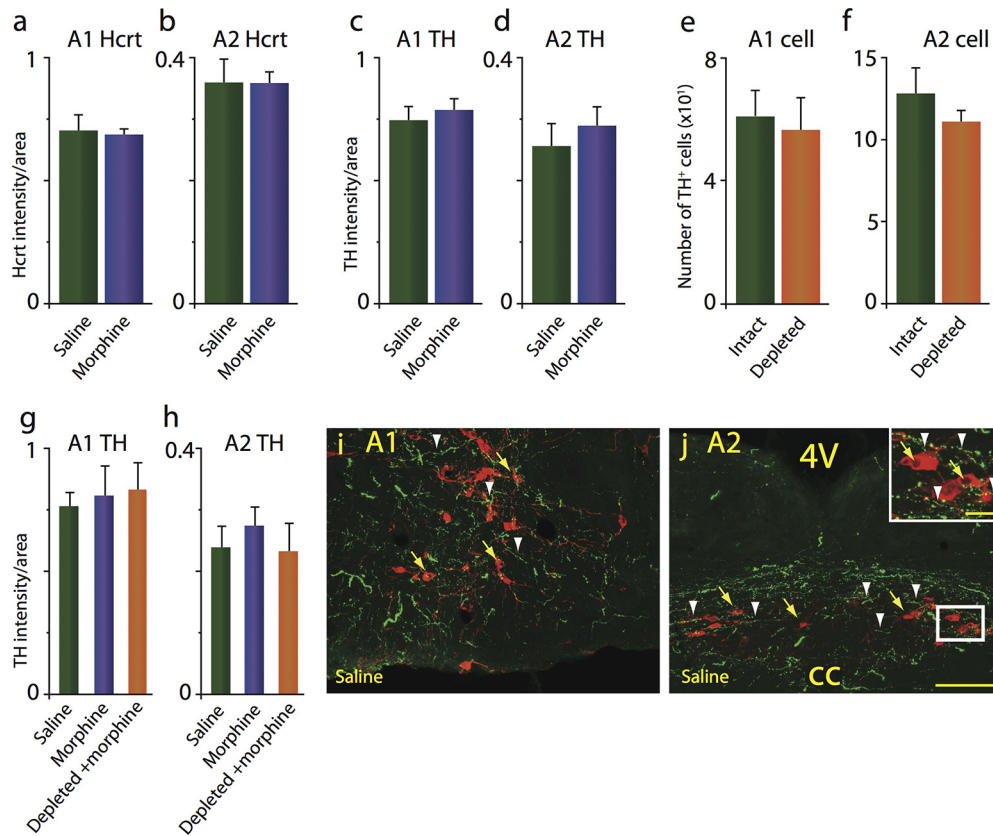 a
A1 Hcrt
b
A2 Hcrt
c
A1 TH
d
A2 TH
e
A1 cell
f
A2 cell
1
0
Hcrt intensity/area
Saline
Morphine
0.4
0
Saline
Morphine
1
0
TH intensity/area
Saline
Morphine
0.4
0
Saline
Morphine
8
4
0
Number of TH⁺ cells (x10¹)
Intact
Depleted
15
10
5
0
Intact
Depleted
g
A1 TH
h
A2 TH
1
0
TH intensity/area
Saline
Morphine
Depleted +morphine
0.4
0
Saline
Morphine
Depleted +morphine
i A1
Saline
j A2
4V
Saline
CC